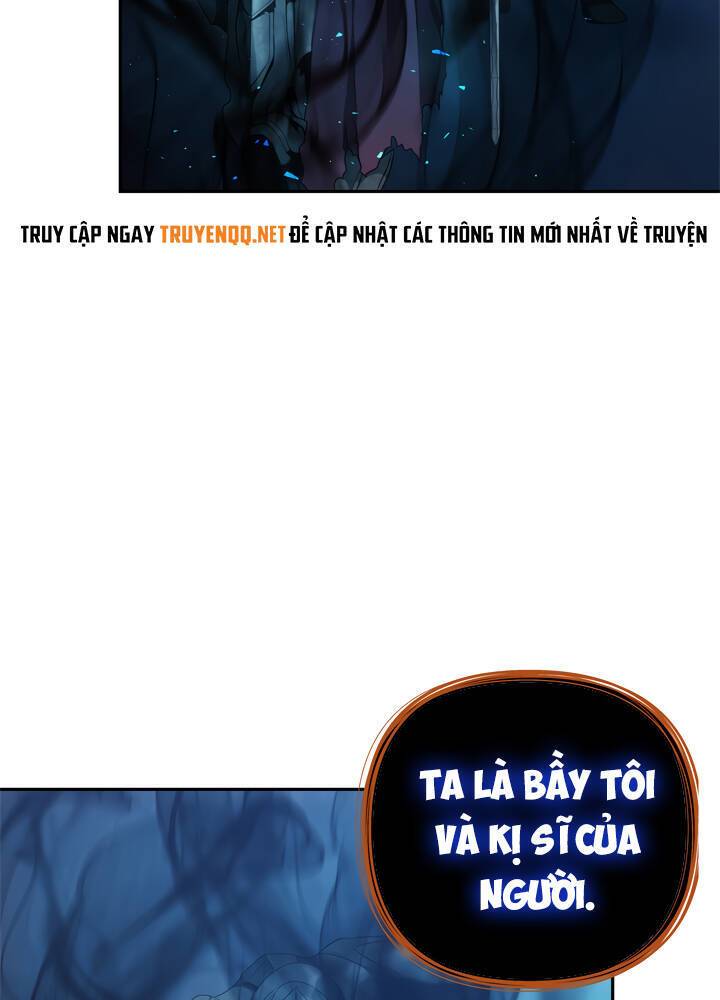 TRUY CẬP NGAY TRUYENQQ.NET ĐỂ CẬP NHẬT CÁC THÔNG TIN MỚI NHẤT VỀ TRUYỆN
TA LÀ BẦY TÔI
VÀ KỊ SĨ CỦA
NGƯỜI.